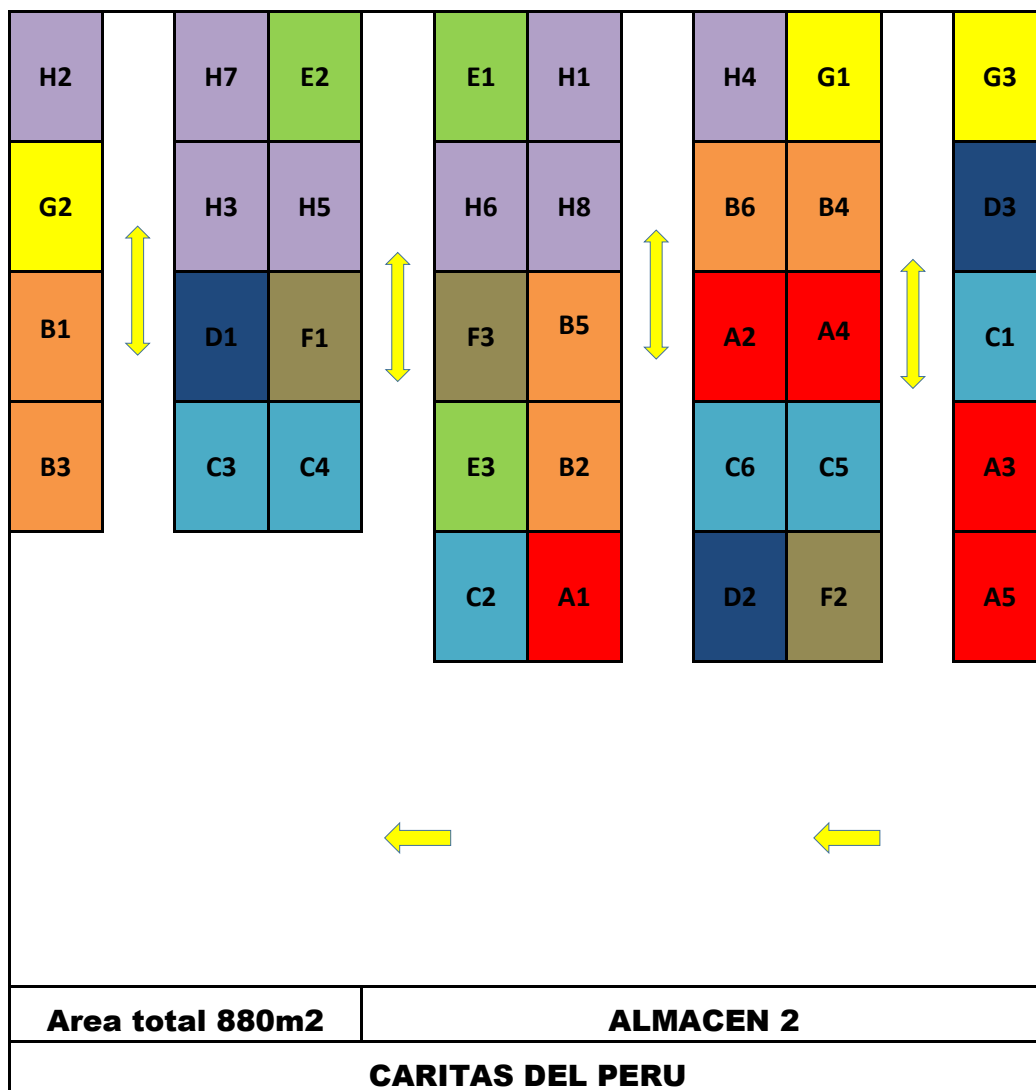 H2 H7 E2 E1 H1 H4 G1 G3
G2 H3 H5 H6 H8 B6 B4 D3
B1 D1 F1 F3 B5 A2 A4 C1
B3 C3 C4 E3 B2 C6 C5 A3
C2 A1 D2 F2 A5
Area total 880m2 ALMACEN 2
CARITAS DEL PERU